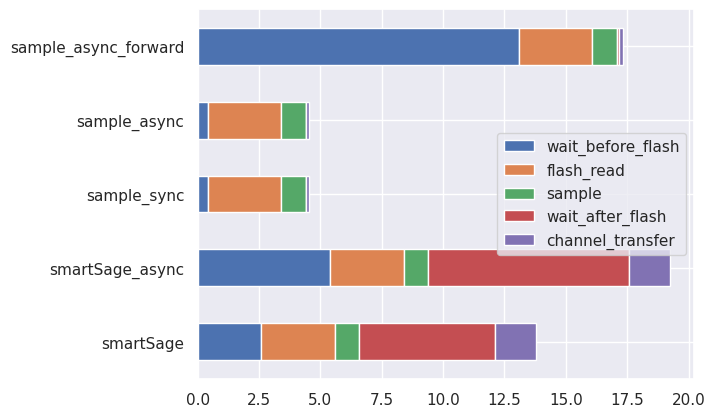 sample_async_forward
sample_async
sample_sync
smartSage_async
smartSage
wait_before_flash
flash_read
sample
wait_after_flash
channel_transfer
0.0 2.5 5.0 7.5 10.0 12.5 15.0 17.5 20.0